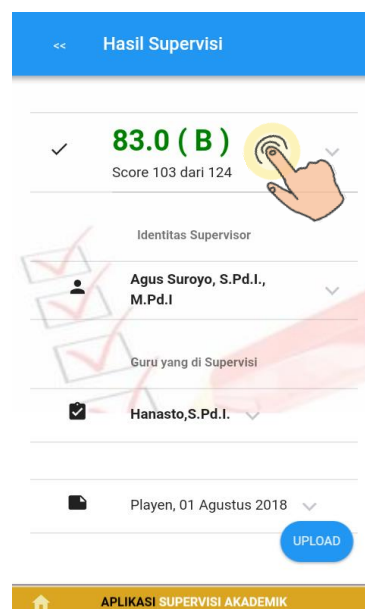 << Hasil Supervisi
83.0 ( B )
Score 103 dari 124
Identitas Supervisor
Agus Suroyo, S.Pd.I.,
M.Pd.I
Guru yang di Supervisi
Hanasto,S.Pd.I.
Playen, 01 Agustus 2018
UPLOAD
APLIKASI SUPERVISI AKADEMIK